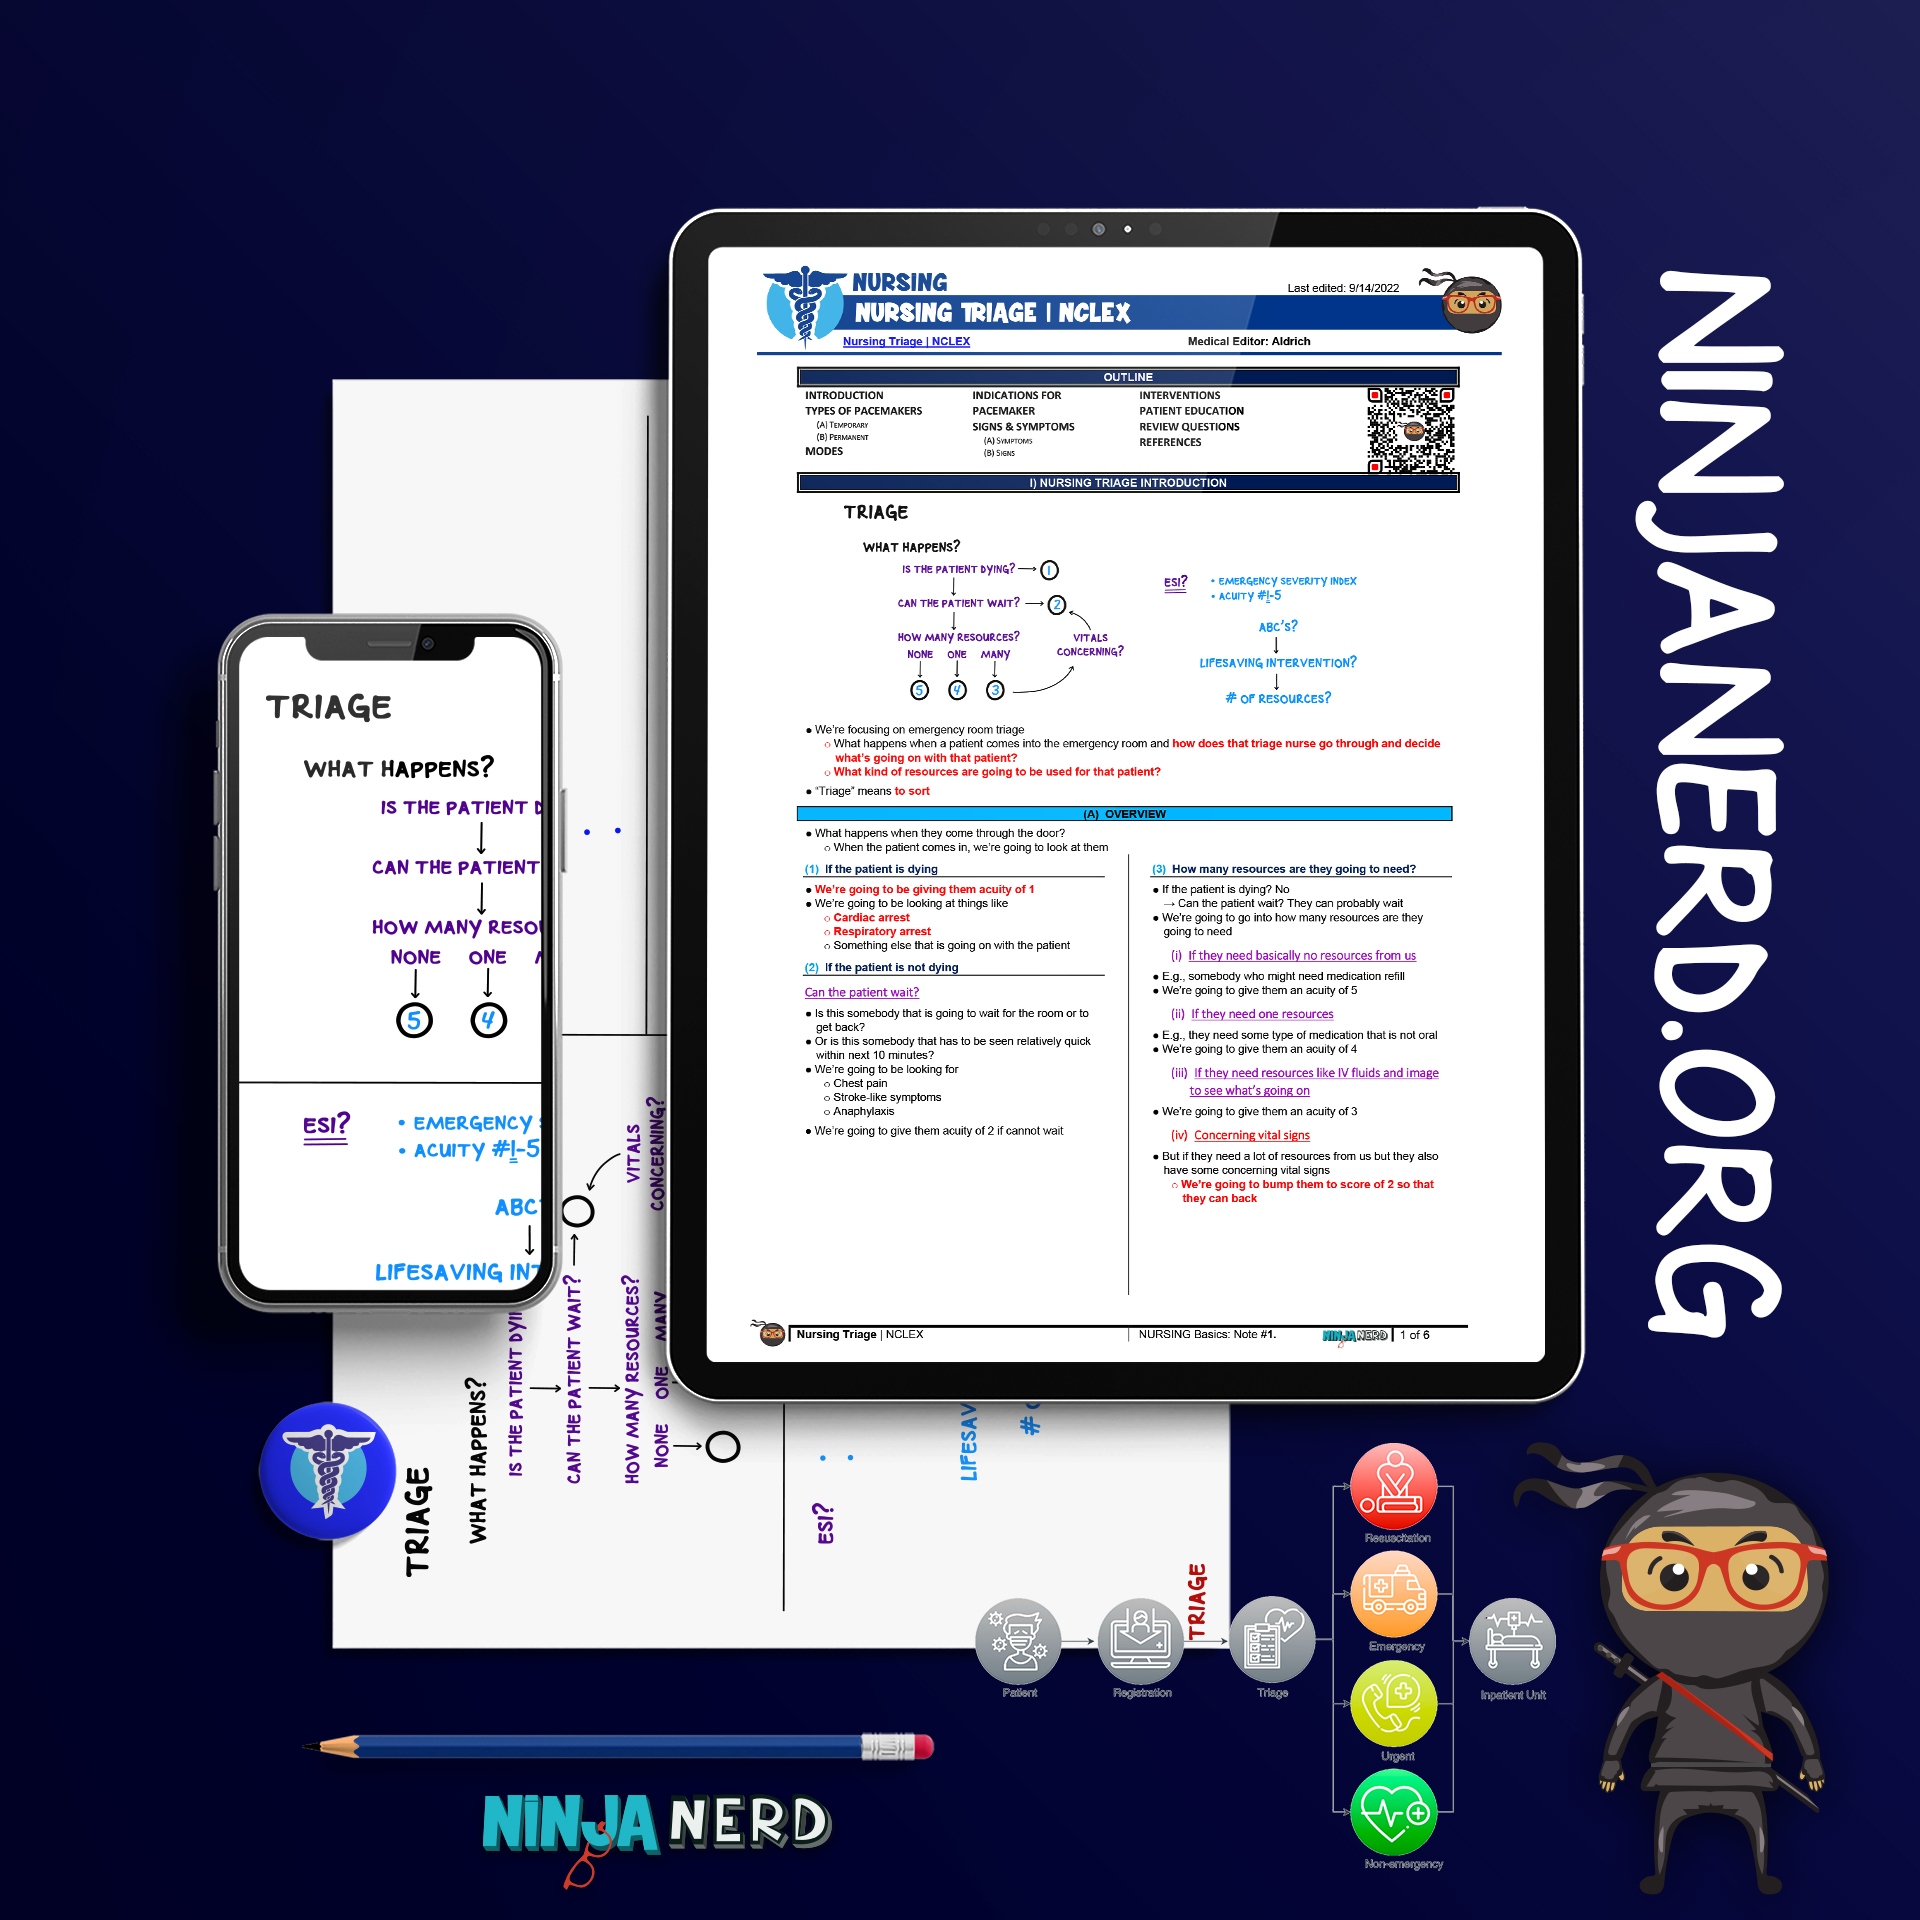 NURSING
Last edited: 9/14/2022
NURSING TRIAGE | NCLEX
Nursing Triage | NCLEX
Medical Editor: Aldrich
OUTLINE
INTRODUCTION
TYPES OF PACEMAKERS
(A) TEMPORARY
(B) PERMANENT
MODES
INDICATIONS FOR
PACEMAKER
SIGNS & SYMPTOMS
(A) SYMPTOMS
(B) SIGNS
INTERVENTIONS
PATIENT EDUCATION
REVIEW QUESTIONS
REFERENCES
I) NURSING TRIAGE INTRODUCTION
TRIAGE
WHAT HAPPENS?
IS THE PATIENT DYING? → 1
CAN THE PATIENT WAIT? → 2
HOW MANY RESOURCES?
NONE ONE MANY
5 4 3
VITALS
CONCERNING?
ESI?
• EMERGENCY SEVERITY INDEX
• ACUITY #1-5
ABC'S?
LIFESAVING INTERVENTION?
# OF RESOURCES?
● We're focusing on emergency room triage
○ What happens when a patient comes into the emergency room and how does that triage nurse go through and decide
what's going on with that patient?
○ What kind of resources are going to be used for that patient?
● "Triage" means to sort
(A) OVERVIEW
● What happens when they come through the door?
○ When the patient comes in, we're going to look at them
(1) If the patient is dying
● We're going to be giving them acuity of 1
● We're going to be looking at things like
○ Cardiac arrest
○ Respiratory arrest
○ Something else that is going on with the patient
(2) If the patient is not dying
Can the patient wait?
● Is this somebody that is going to wait for the room or to
get back?
● Or is this somebody that has to be seen relatively quick
within next 10 minutes?
● We're going to be looking for
○ Chest pain
○ Stroke-like symptoms
○ Anaphylaxis
● We're going to give them acuity of 2 if cannot wait
(3) How many resources are they going to need?
● If the patient is dying? No
→ Can the patient wait? They can probably wait
● We're going to go into how many resources are they
going to need
(i) If they need basically no resources from us
● E.g., somebody who might need medication refill
● We're going to give them an acuity of 5
(ii) If they need one resources
● E.g., they need some type of medication that is not oral
● We're going to give them an acuity of 4
(iii) If they need resources like IV fluids and image
to see what's going on
● We're going to give them an acuity of 3
(iv) Concerning vital signs
● But if they need a lot of resources from us but they also
have some concerning vital signs
○ We're going to bump them to score of 2 so that
they can back
Nursing Triage | NCLEX
NURSING Basics: Note #1.
NINJA NERD
1 of 6
NINJANERD.ORG
TRIAGE
WHAT HAPPENS?
IS THE PATIENT D
CAN THE PATIENT
HOW MANY RESOU
NONE ONE
5 4
ESI?
• EMERGENCY
• ACUITY #1-5
ABC'
LIFESAVING INT
TRIAGE
WHAT HAPPENS?
IS THE PATIENT DYI
CAN THE PATIENT WAIT?
HOW MANY RESOURCES?
NONE ONE MANY
VITALS
CONCERNING?
ESI?
LIFESAV
#
TRIAGE
Patient
Registration
Triage
Resuscitation
Emergency
Urgent
Non-emergency
Inpatient Unit
NINJA NERD